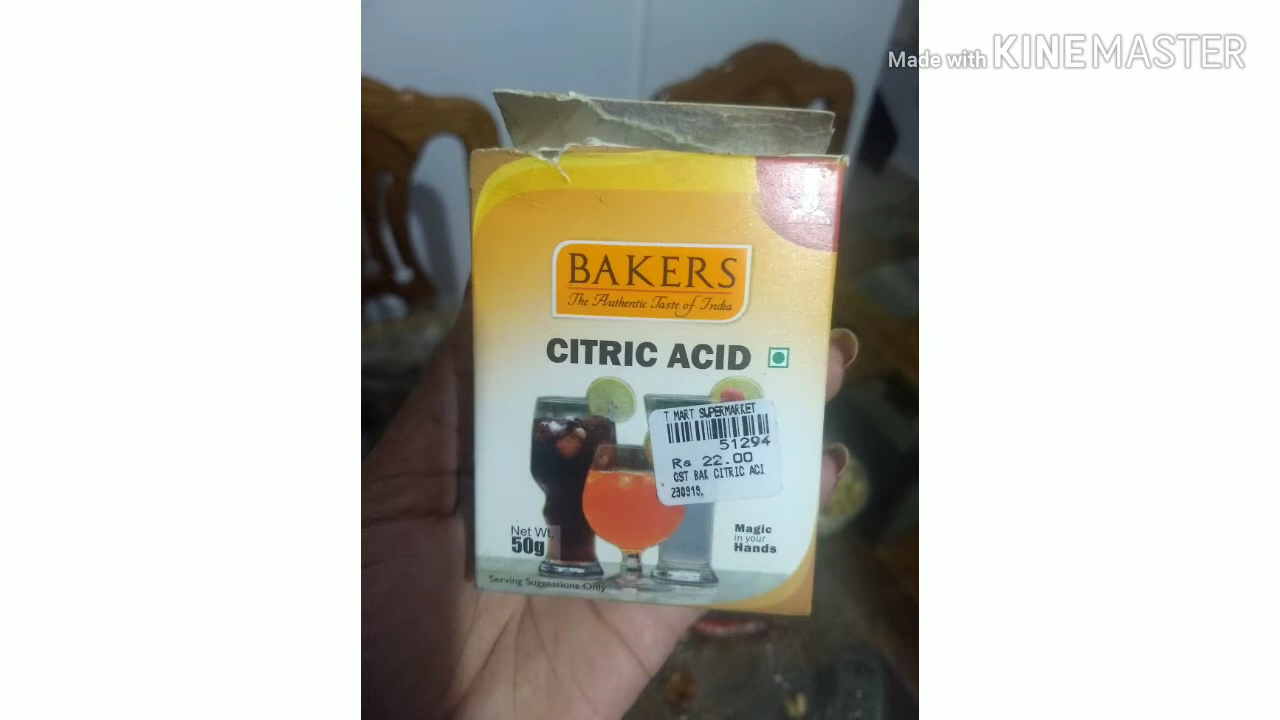 Made with KINEMASTER
BAKERS
The Authentic Taste of India
CITRIC ACID
T MART SUPERMARKET
51294
Rs 22.00
GST BAK CITRIC ACI
230919,
Net Wt.
50g
Magic
in your
Hands
Serving Suggestions Only